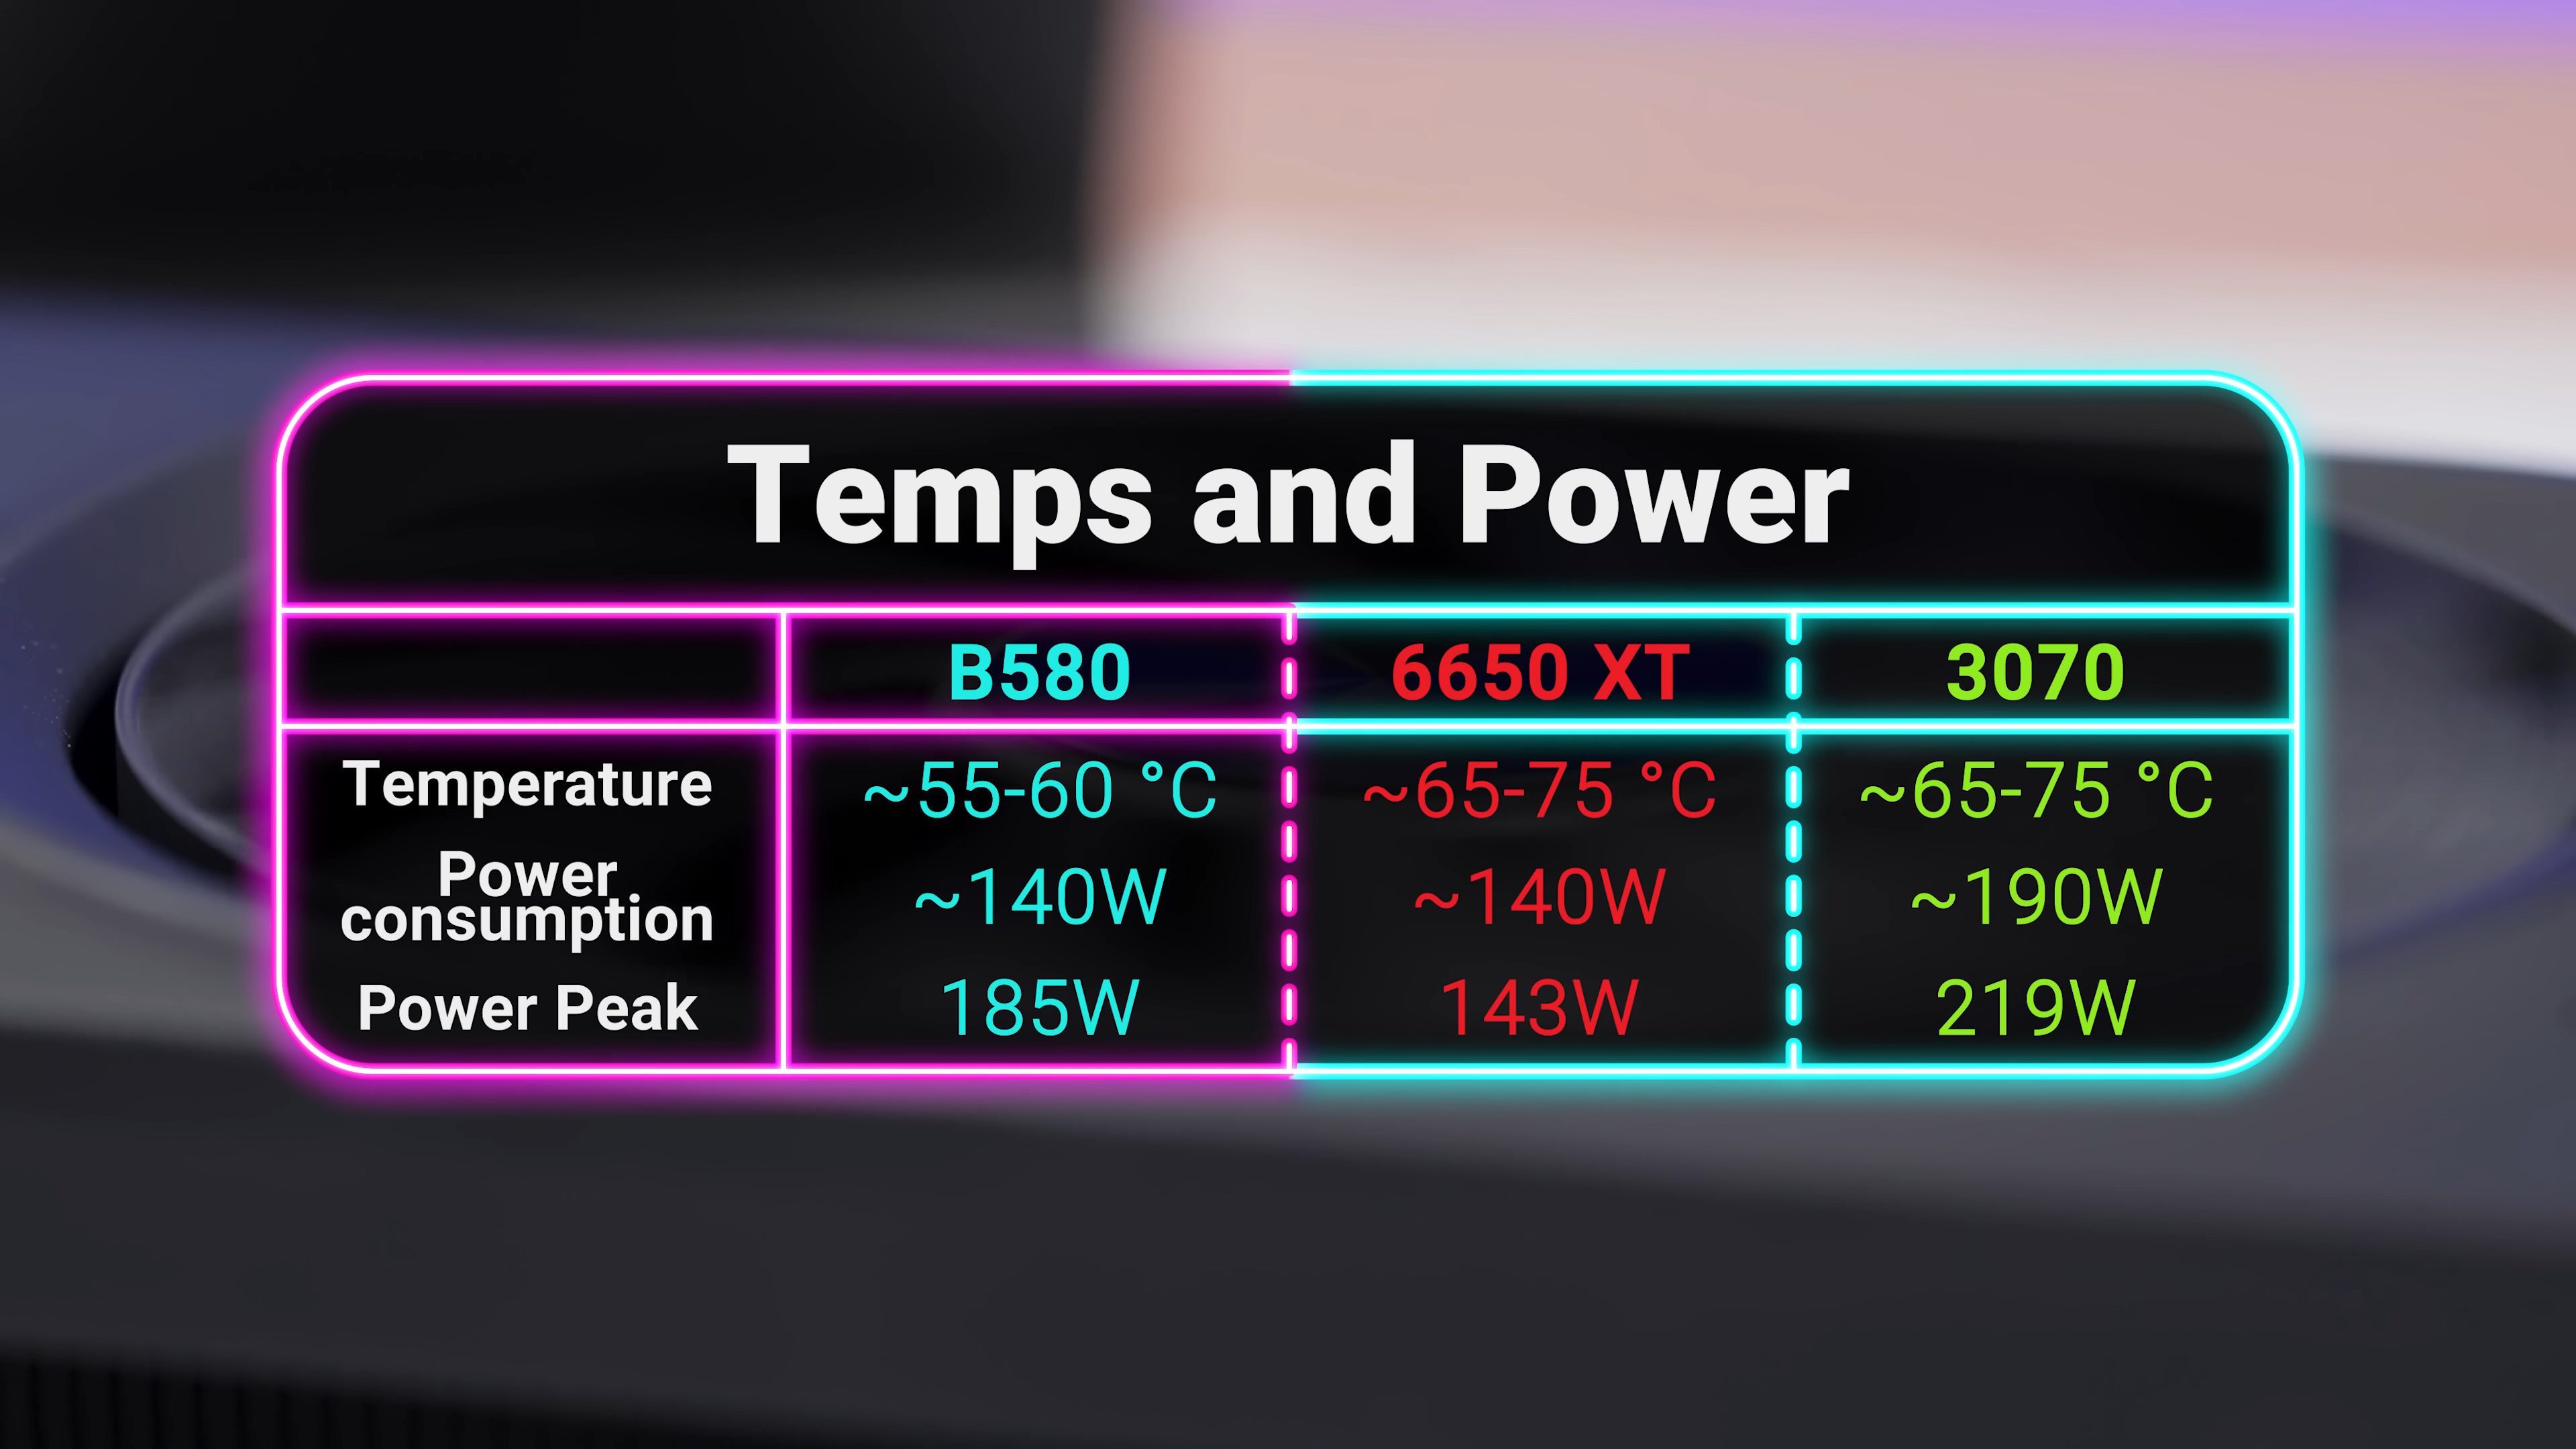 Temps and Power
B580 6650 XT 3070
Temperature ~55-60 °C ~65-75 °C ~65-75 °C
Power
consumption ~140W ~140W ~190W
Power Peak 185W 143W 219W